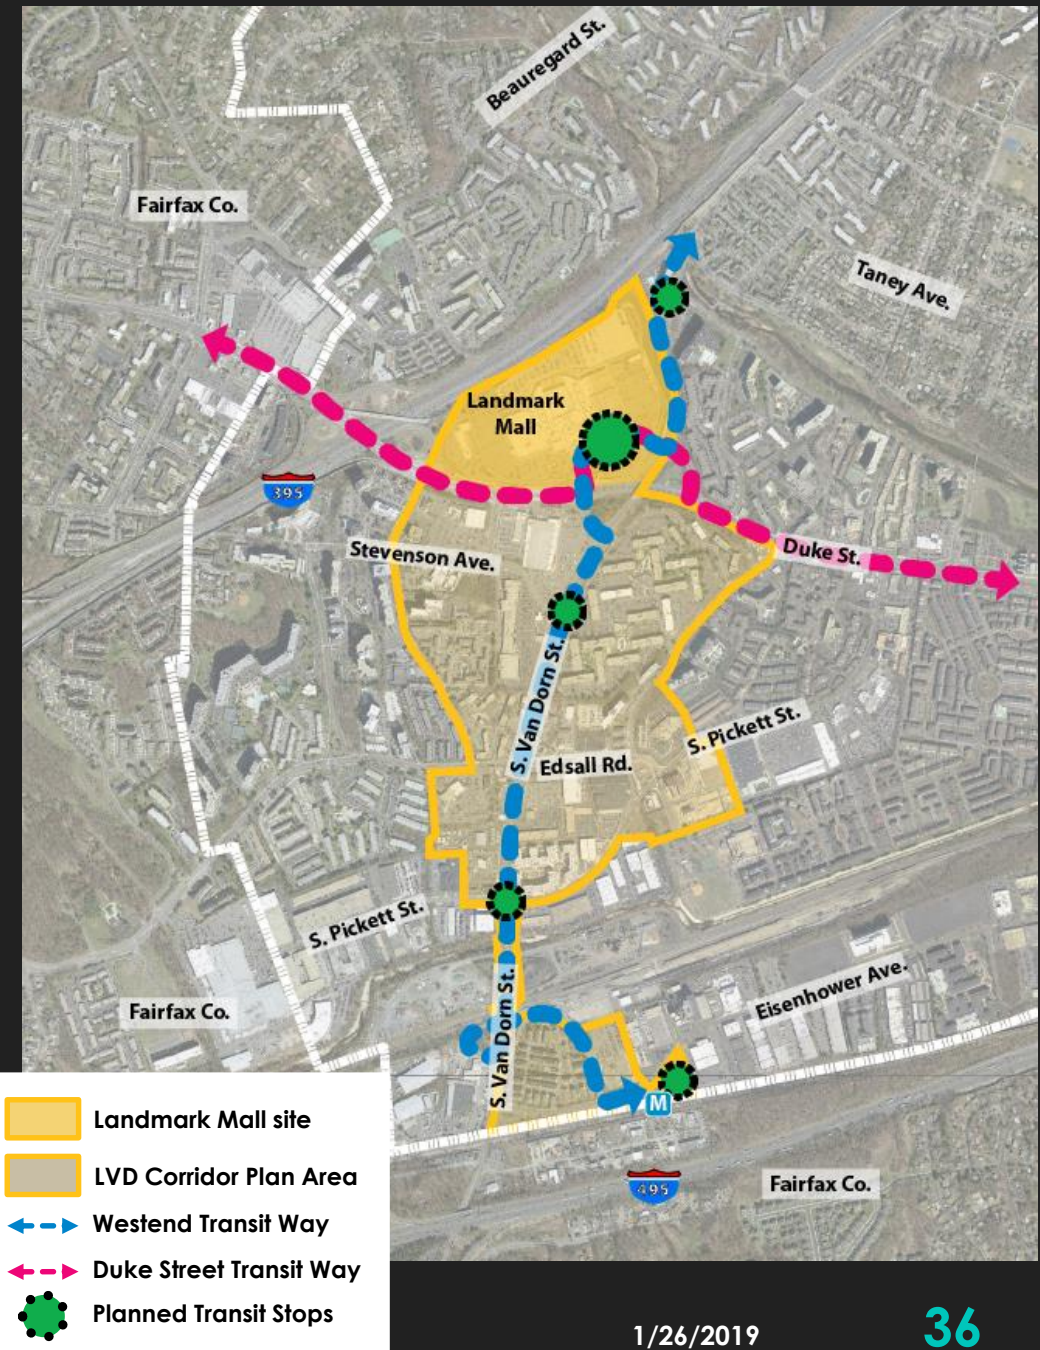 Beauregard St.
Fairfax Co.
Taney Ave.
Landmark
Mall
395
Stevenson Ave.
Duke St.
S. Van Dorn St.
S. Pickett St.
Edsall Rd.
S. Pickett St.
Eisenhower Ave.
Fairfax Co.
S. Van Dorn St.
M
495
Fairfax Co.
Landmark Mall site
LVD Corridor Plan Area
Westend Transit Way
Duke Street Transit Way
Planned Transit Stops
1/26/2019
36